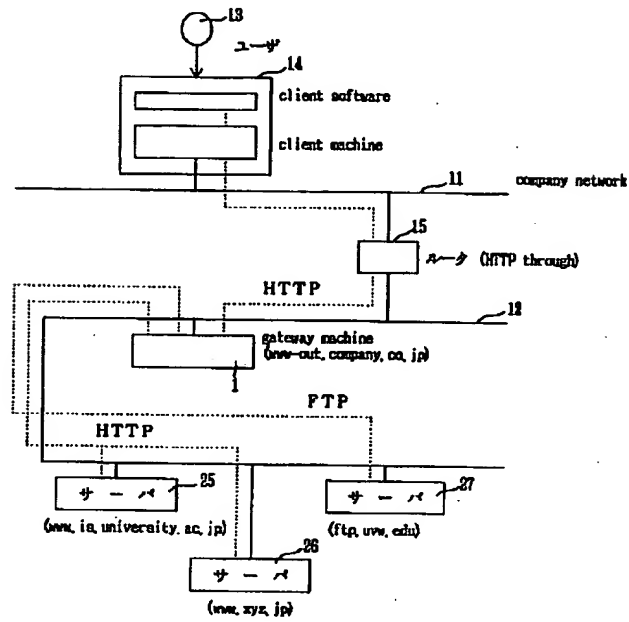 13
ユーザ
14
client software
client machine
11
company network
15
ルータ (HTTP through)
HTTP
12
gateway machine
(www-out, company, co, jp)
1
FTP
HTTP
サーバ
25
サーバ
27
(www, is, university, ac, jp)
(ftp, uvw, edu)
サーバ
26
(www, xyz, jp)